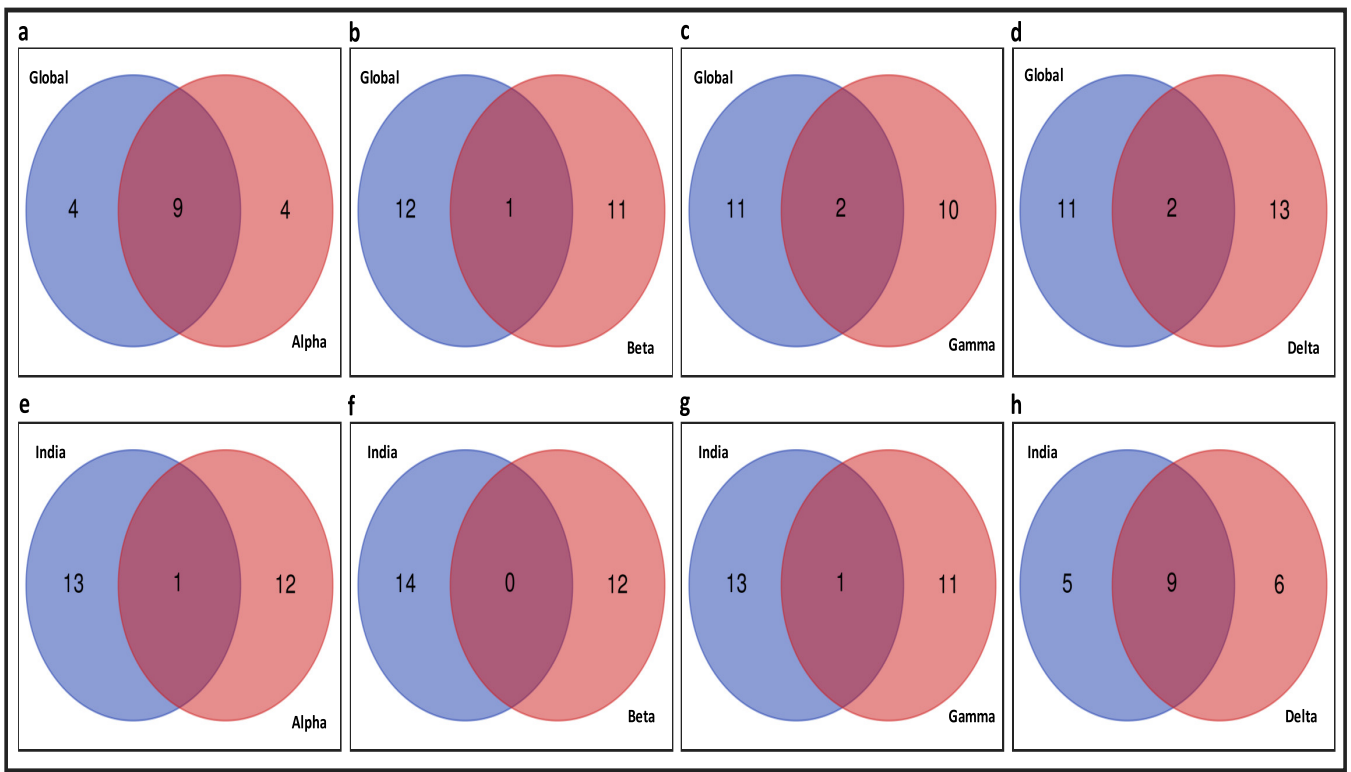 a
Global
4
9
4
Alpha
b
Global
12
1
11
Beta
c
Global
11
2
10
Gamma
d
Global
11
2
13
Delta
e
India
13
1
12
Alpha
f
India
14
0
12
Beta
g
India
13
1
11
Gamma
h
India
5
9
6
Delta